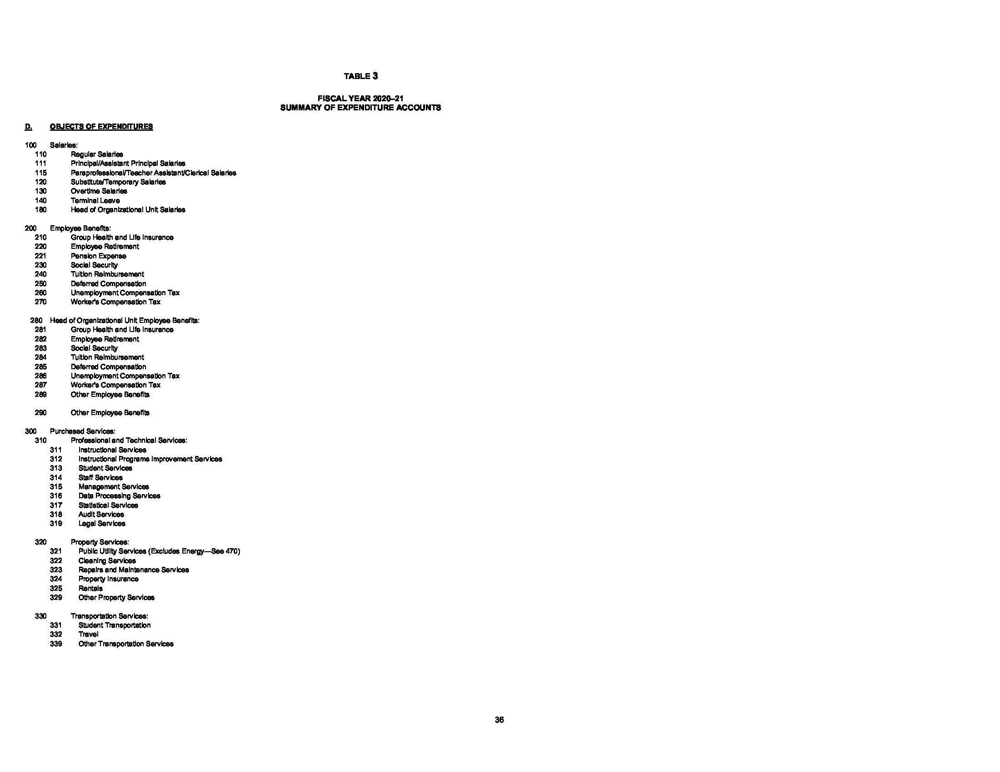 TABLE 3
FISCAL YEAR 2020–21
SUMMARY OF EXPENDITURE ACCOUNTS
D. OBJECTS OF EXPENDITURES
100 Salaries:
110 Regular Salaries
111 Principal/Assistant Principal Salaries
115 Paraprofessional/Teacher Assistant/Clerical Salaries
120 Substitute/Temporary Salaries
130 Overtime Salaries
140 Terminal Leave
180 Head of Organizational Unit Salaries
200 Employee Benefits:
210 Group Health and Life Insurance
220 Employee Retirement
221 Pension Expense
230 Social Security
240 Tuition Reimbursement
250 Deferred Compensation
260 Unemployment Compensation Tax
270 Worker's Compensation Tax
280 Head of Organizational Unit Employee Benefits:
281 Group Health and Life Insurance
282 Employee Retirement
283 Social Security
284 Tuition Reimbursement
285 Deferred Compensation
286 Unemployment Compensation Tax
287 Worker's Compensation Tax
289 Other Employee Benefits
290 Other Employee Benefits
300 Purchased Services:
310 Professional and Technical Services:
311 Instructional Services
312 Instructional Programs Improvement Services
313 Student Services
314 Staff Services
315 Management Services
316 Data Processing Services
317 Statistical Services
318 Audit Services
319 Legal Services
320 Property Services:
321 Public Utility Services (Excludes Energy—See 470)
322 Cleaning Services
323 Repairs and Maintenance Services
324 Property Insurance
325 Rentals
329 Other Property Services
330 Transportation Services:
331 Student Transportation
332 Travel
339 Other Transportation Services
36